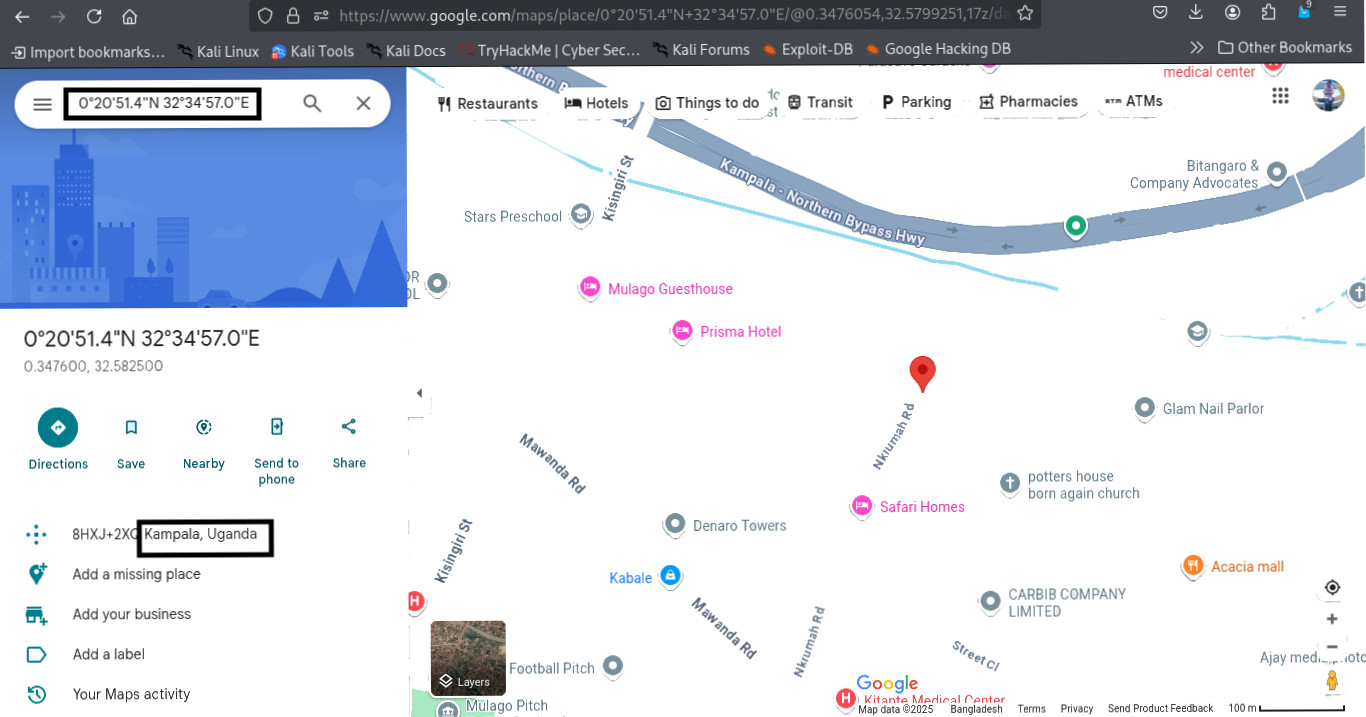 https://www.google.com/maps/place/0°20'51.4"N+32°34'57.0"E/@0.3476054,32.5799251,17z/da
9
Import bookmarks... Kali Linux Kali Tools Kali Docs TryHackMe | Cyber Sec... Kali Forums Exploit-DB Google Hacking DB Other Bookmarks
0°20'51.4"N 32°34'57.0"E
Restaurants Hotels Things to do Transit Parking Pharmacies ATMs
medical center
Kisingiri St
Kampala - Northern Bypass Hwy
Bitangaro &
Company Advocates
Stars Preschool
Mulago Guesthouse
Prisma Hotel
0°20'51.4"N 32°34'57.0"E
0.347600, 32.582500
Directions
Save
Nearby
Send to
phone
Share
Glam Nail Parlor
Nkrumah Rd
Mawanda Rd
potters house
born again church
Safari Homes
Denaro Towers
Kisingiri St
8HXJ+2X
Kampala, Uganda
Add a missing place
Add your business
Add a label
Your Maps activity
Kabale
Acacia mall
CARBIB COMPANY
LIMITED
Mawanda Rd
Nkrumah Rd
Street Cl
Layers
Football Pitch
Mulago Pitch
Google
Kitante Medical Center
Ajay
Map data ©2025 Bangladesh Terms Privacy Send Product Feedback 100 m